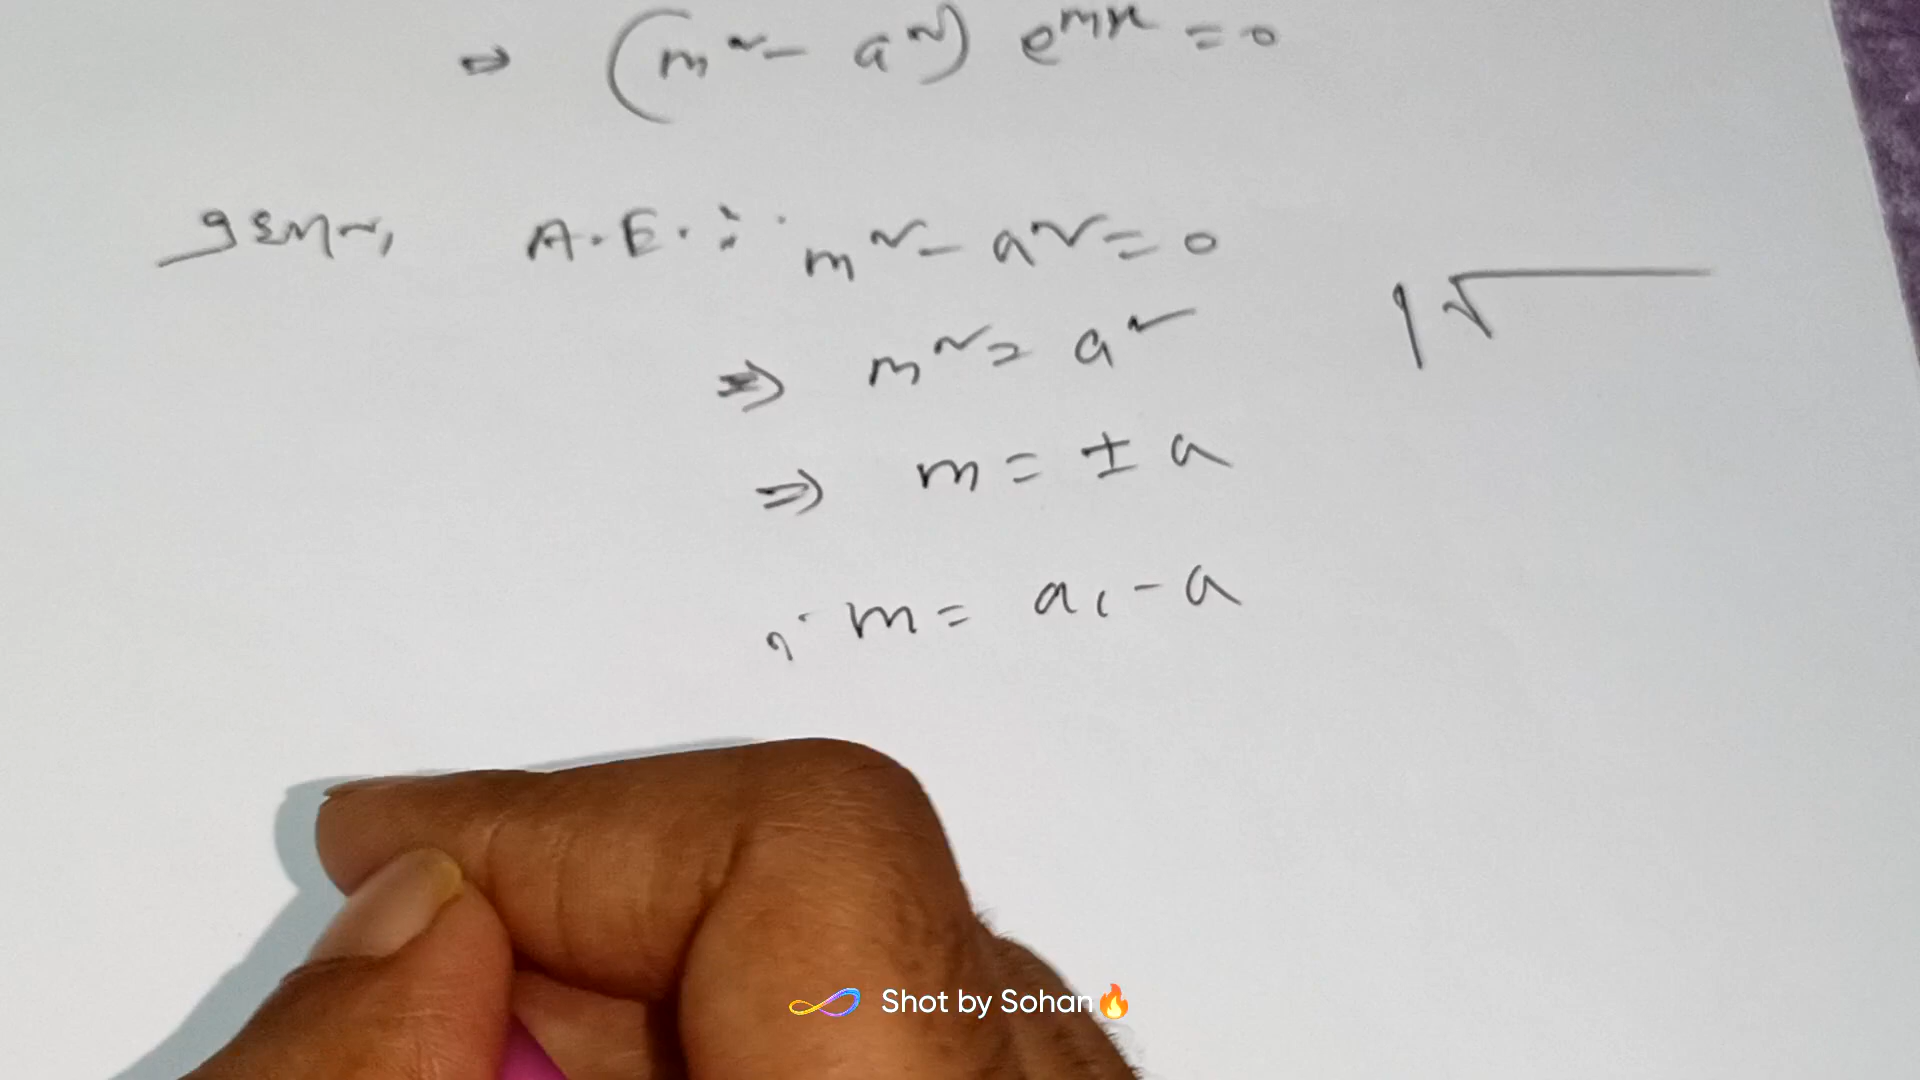 ⇒ (m² - a²) e^mx = 0
A.E. : m² - a² = 0
⇒ m² = a²
√
⇒ m = ± a
∴ m = a, -a
Shot by Sohan🔥